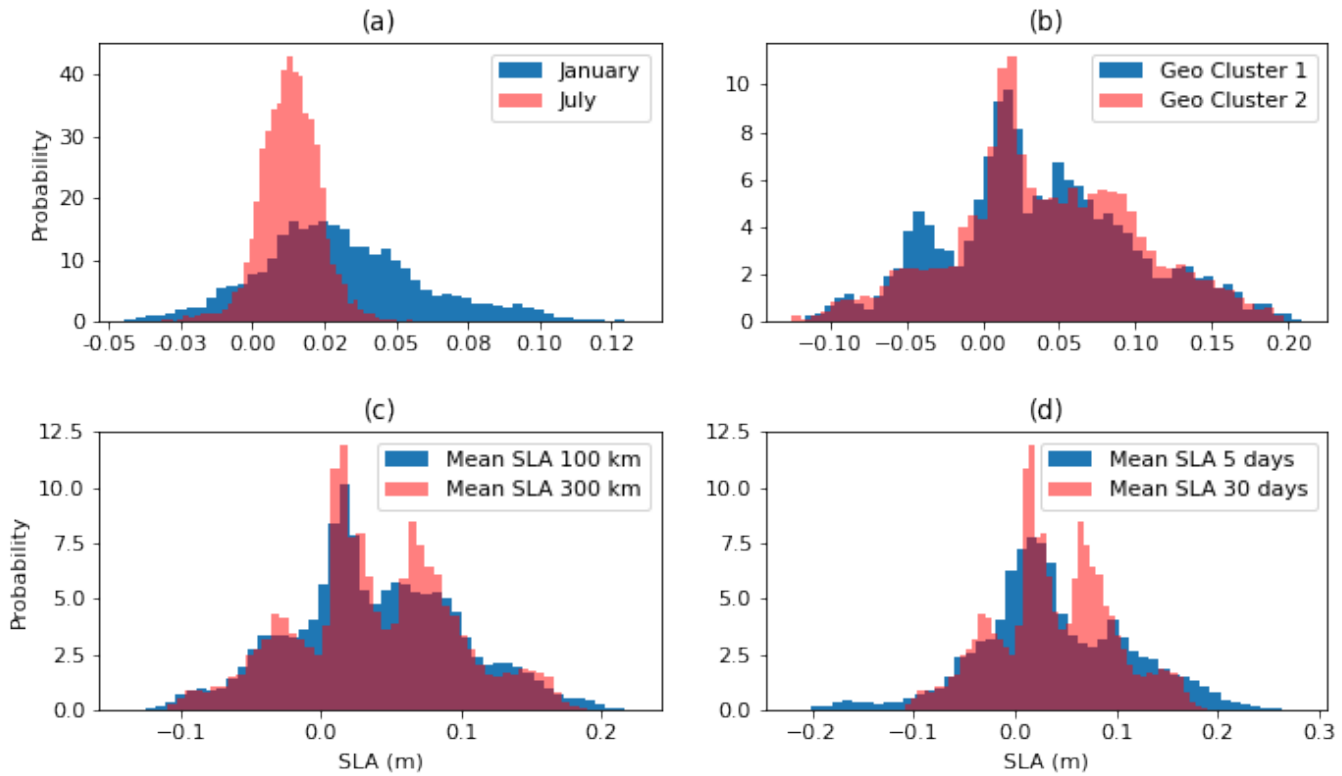 (a)
January
July
Probability
40
30
20
10
0
-0.05 -0.03 0.00 0.02 0.05 0.08 0.10 0.12
(b)
Geo Cluster 1
Geo Cluster 2
10
8
6
4
2
0
−0.10 −0.05 0.00 0.05 0.10 0.15 0.20
(c)
Mean SLA 100 km
Mean SLA 300 km
Probability
12.5
10.0
7.5
5.0
2.5
0.0
−0.1 0.0 0.1 0.2
SLA (m)
(d)
Mean SLA 5 days
Mean SLA 30 days
12.5
10.0
7.5
5.0
2.5
0.0
−0.2 −0.1 0.0 0.1 0.2 0.3
SLA (m)